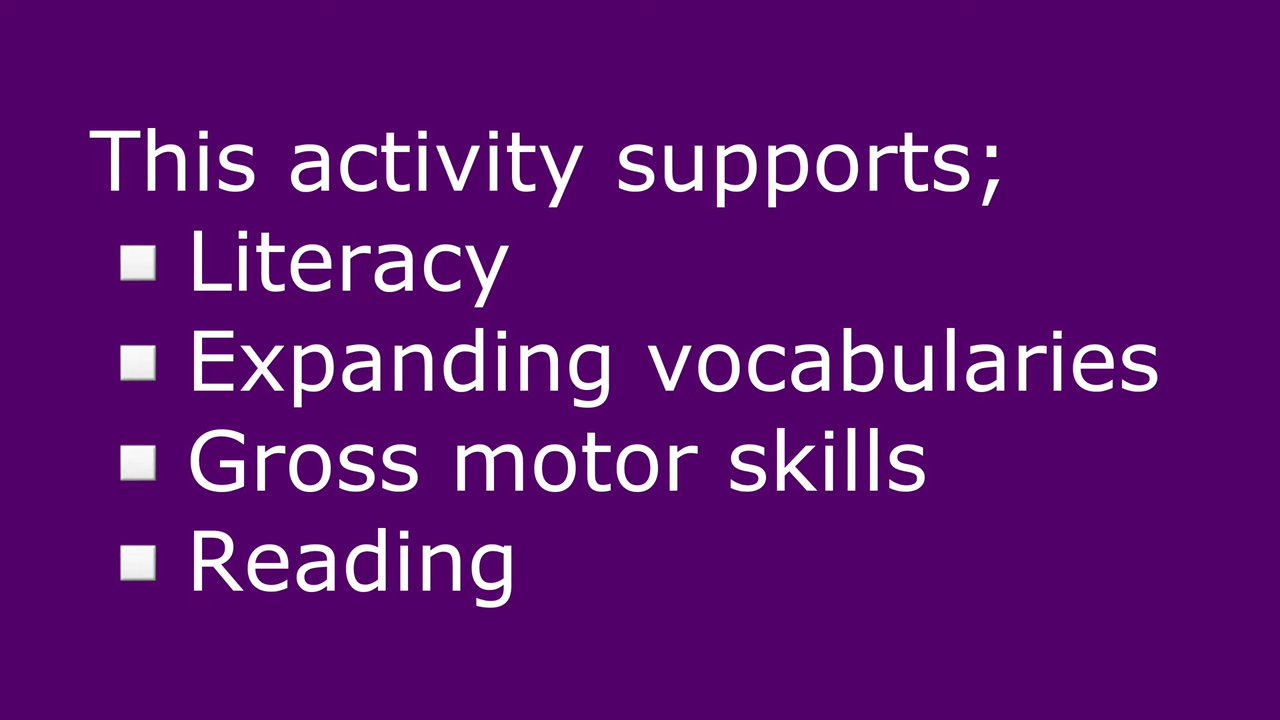 This activity supports;
Literacy
Expanding vocabularies
Gross motor skills
Reading